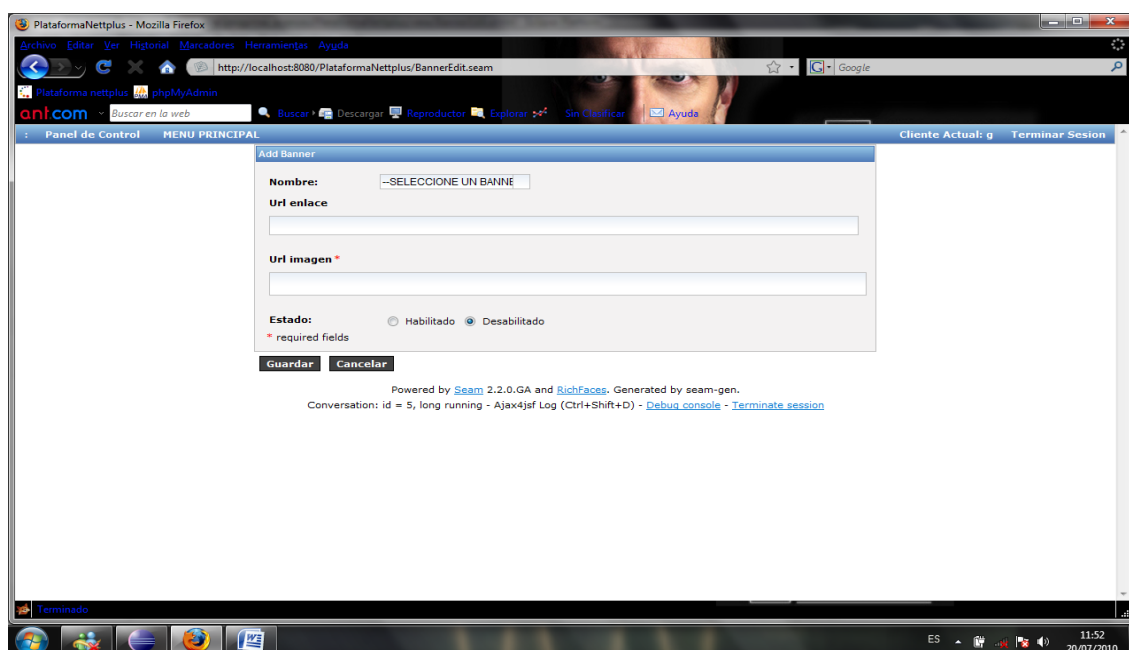 PlataformaNettplus - Mozilla Firefox
Archivo Editar Ver Historial Marcadores Herramientas Ayuda
http://localhost:8080/PlataformaNettplus/BannerEdit.seam G Google
Plataforma nettplus phpMyAdmin
ant.com Buscar en la web Buscar Descargar Reproductor Explorar Sin Clasificar Ayuda
: Panel de Control MENU PRINCIPAL Cliente Actual: g Terminar Sesion
Add Banner
Nombre: --SELECCIONE UN BANNE
Url enlace
Url imagen *
Estado: Habilitado Desabilitado
* required fields
Guardar Cancelar
Powered by Seam 2.2.0.GA and RichFaces. Generated by seam-gen.
Conversation: id = 5, long running - Ajax4jsf Log (Ctrl+Shift+D) - Debug console - Terminate session
Terminado
ES 11:52
20/07/2010